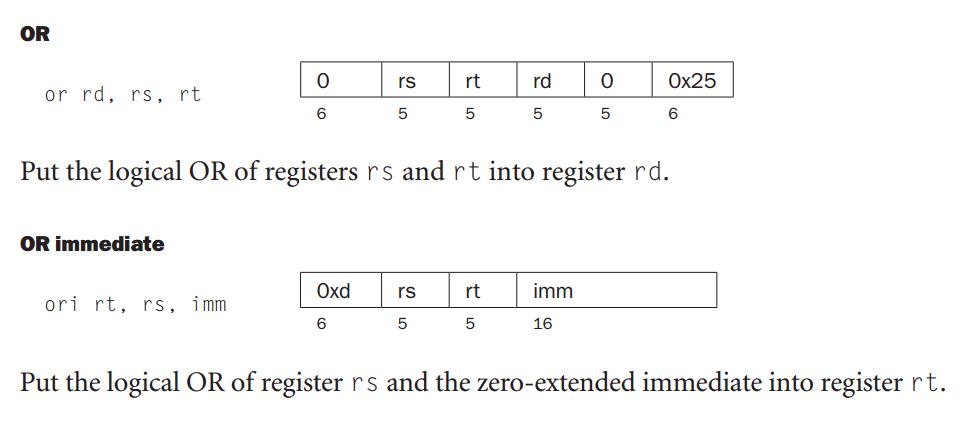 OR
or rd, rs, rt
0 rs rt rd 0 0x25
6 5 5 5 5 6
Put the logical OR of registers rs and rt into register rd.
OR immediate
ori rt, rs, imm
0xd rs rt imm
6 5 5 16
Put the logical OR of register rs and the zero-extended immediate into register rt.